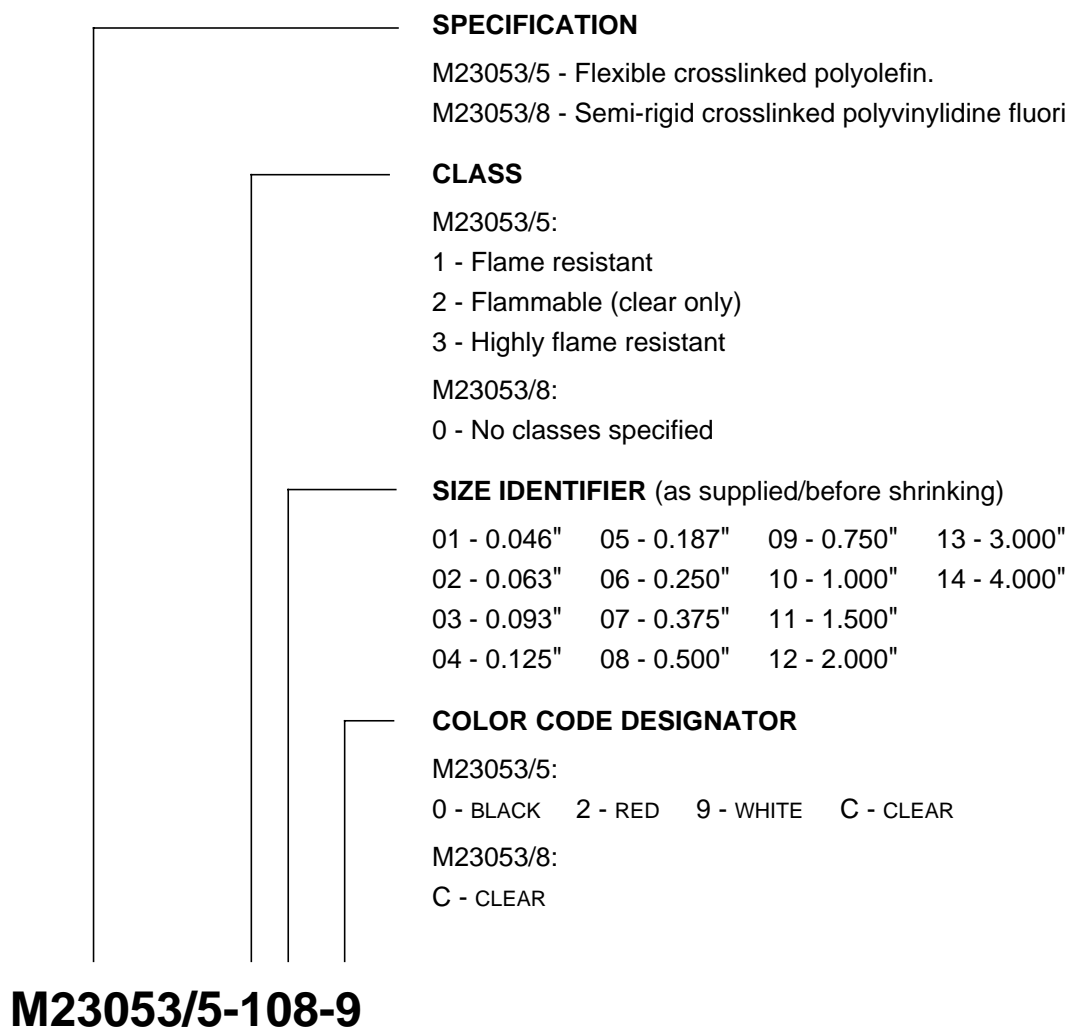 SPECIFICATION
M23053/5 - Flexible crosslinked polyolefin.
M23053/8 - Semi-rigid crosslinked polyvinylidine fluori
CLASS
M23053/5:
1 - Flame resistant
2 - Flammable (clear only)
3 - Highly flame resistant
M23053/8:
0 - No classes specified
SIZE IDENTIFIER (as supplied/before shrinking)
01 - 0.046" 05 - 0.187" 09 - 0.750" 13 - 3.000"
02 - 0.063" 06 - 0.250" 10 - 1.000" 14 - 4.000"
03 - 0.093" 07 - 0.375" 11 - 1.500"
04 - 0.125" 08 - 0.500" 12 - 2.000"
COLOR CODE DESIGNATOR
M23053/5:
0 - BLACK 2 - RED 9 - WHITE C - CLEAR
M23053/8:
C - CLEAR
M23053/5-108-9